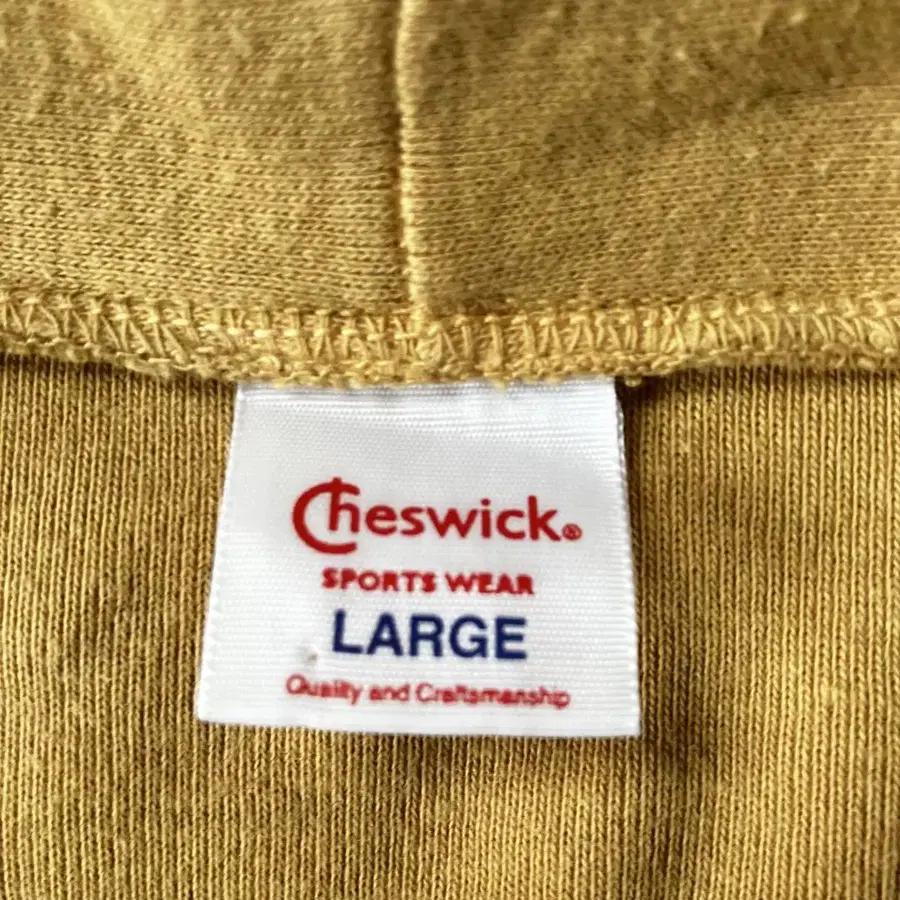 Cheswick®
SPORTS WEAR
LARGE
Quality and Craftsmanship